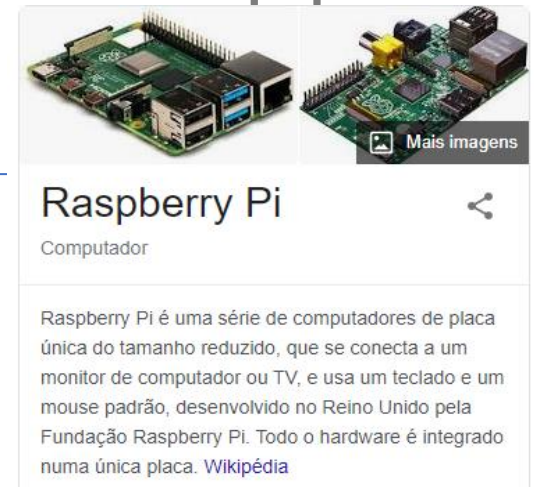 Mais imagens
Raspberry Pi
Computador
Raspberry Pi é uma série de computadores de placa
única do tamanho reduzido, que se conecta a um
monitor de computador ou TV, e usa um teclado e um
mouse padrão, desenvolvido no Reino Unido pela
Fundação Raspberry Pi. Todo o hardware é integrado
numa única placa. Wikipédia